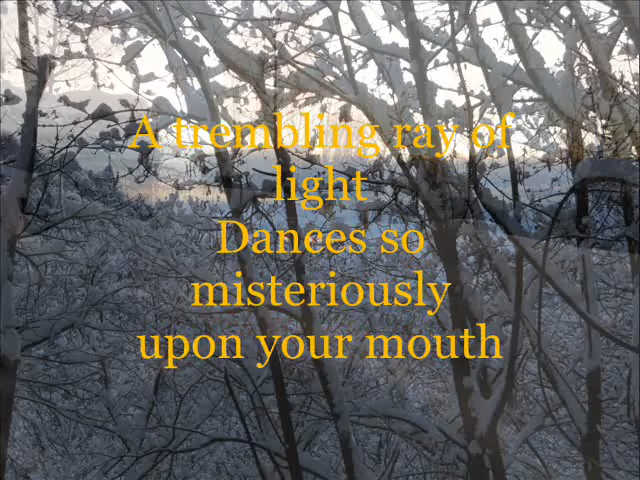 A trembling ray of
light
Dances so
misteriously
upon your mouth